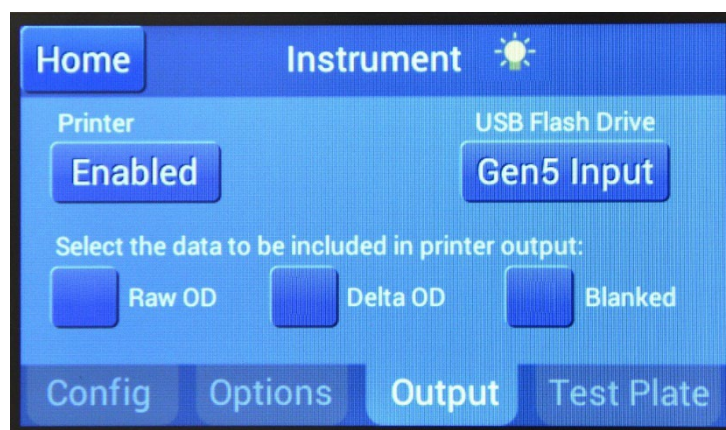 Home Instrument
Printer USB Flash Drive
Enabled Gen5 Input
Select the data to be included in printer output:
Raw OD Delta OD Blanked
Config Options Output Test Plate